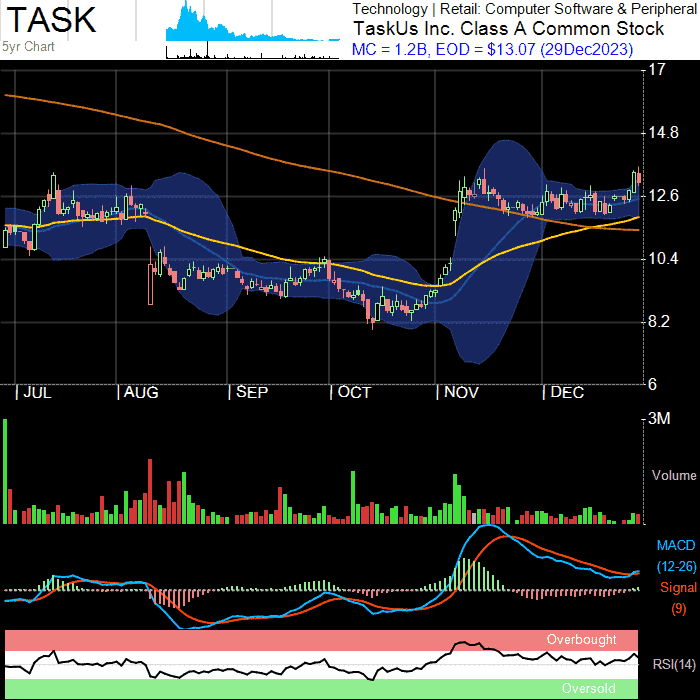 TASK
5yr Chart
Technology | Retail: Computer Software & Peripheral
TaskUs Inc. Class A Common Stock
MC = 1.2B, EOD = $13.07 (29Dec2023)
17
14.8
12.6
10.4
8.2
6
| JUL | AUG | SEP | OCT | NOV | DEC
3M
Volume
MACD
(12-26)
Signal
(9)
Overbought
RSI(14)
Oversold